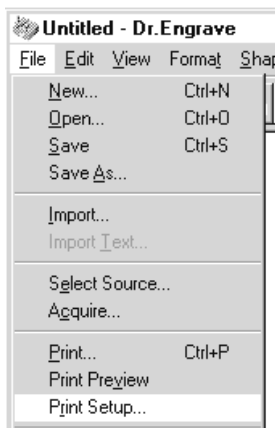 Untitled - Dr.Engrave
File Edit View Format Shap
New... Ctrl+N
Open... Ctrl+O
Save Ctrl+S
Save As...
Import...
Import Text...
Select Source...
Acquire...
Print... Ctrl+P
Print Preview
Print Setup...